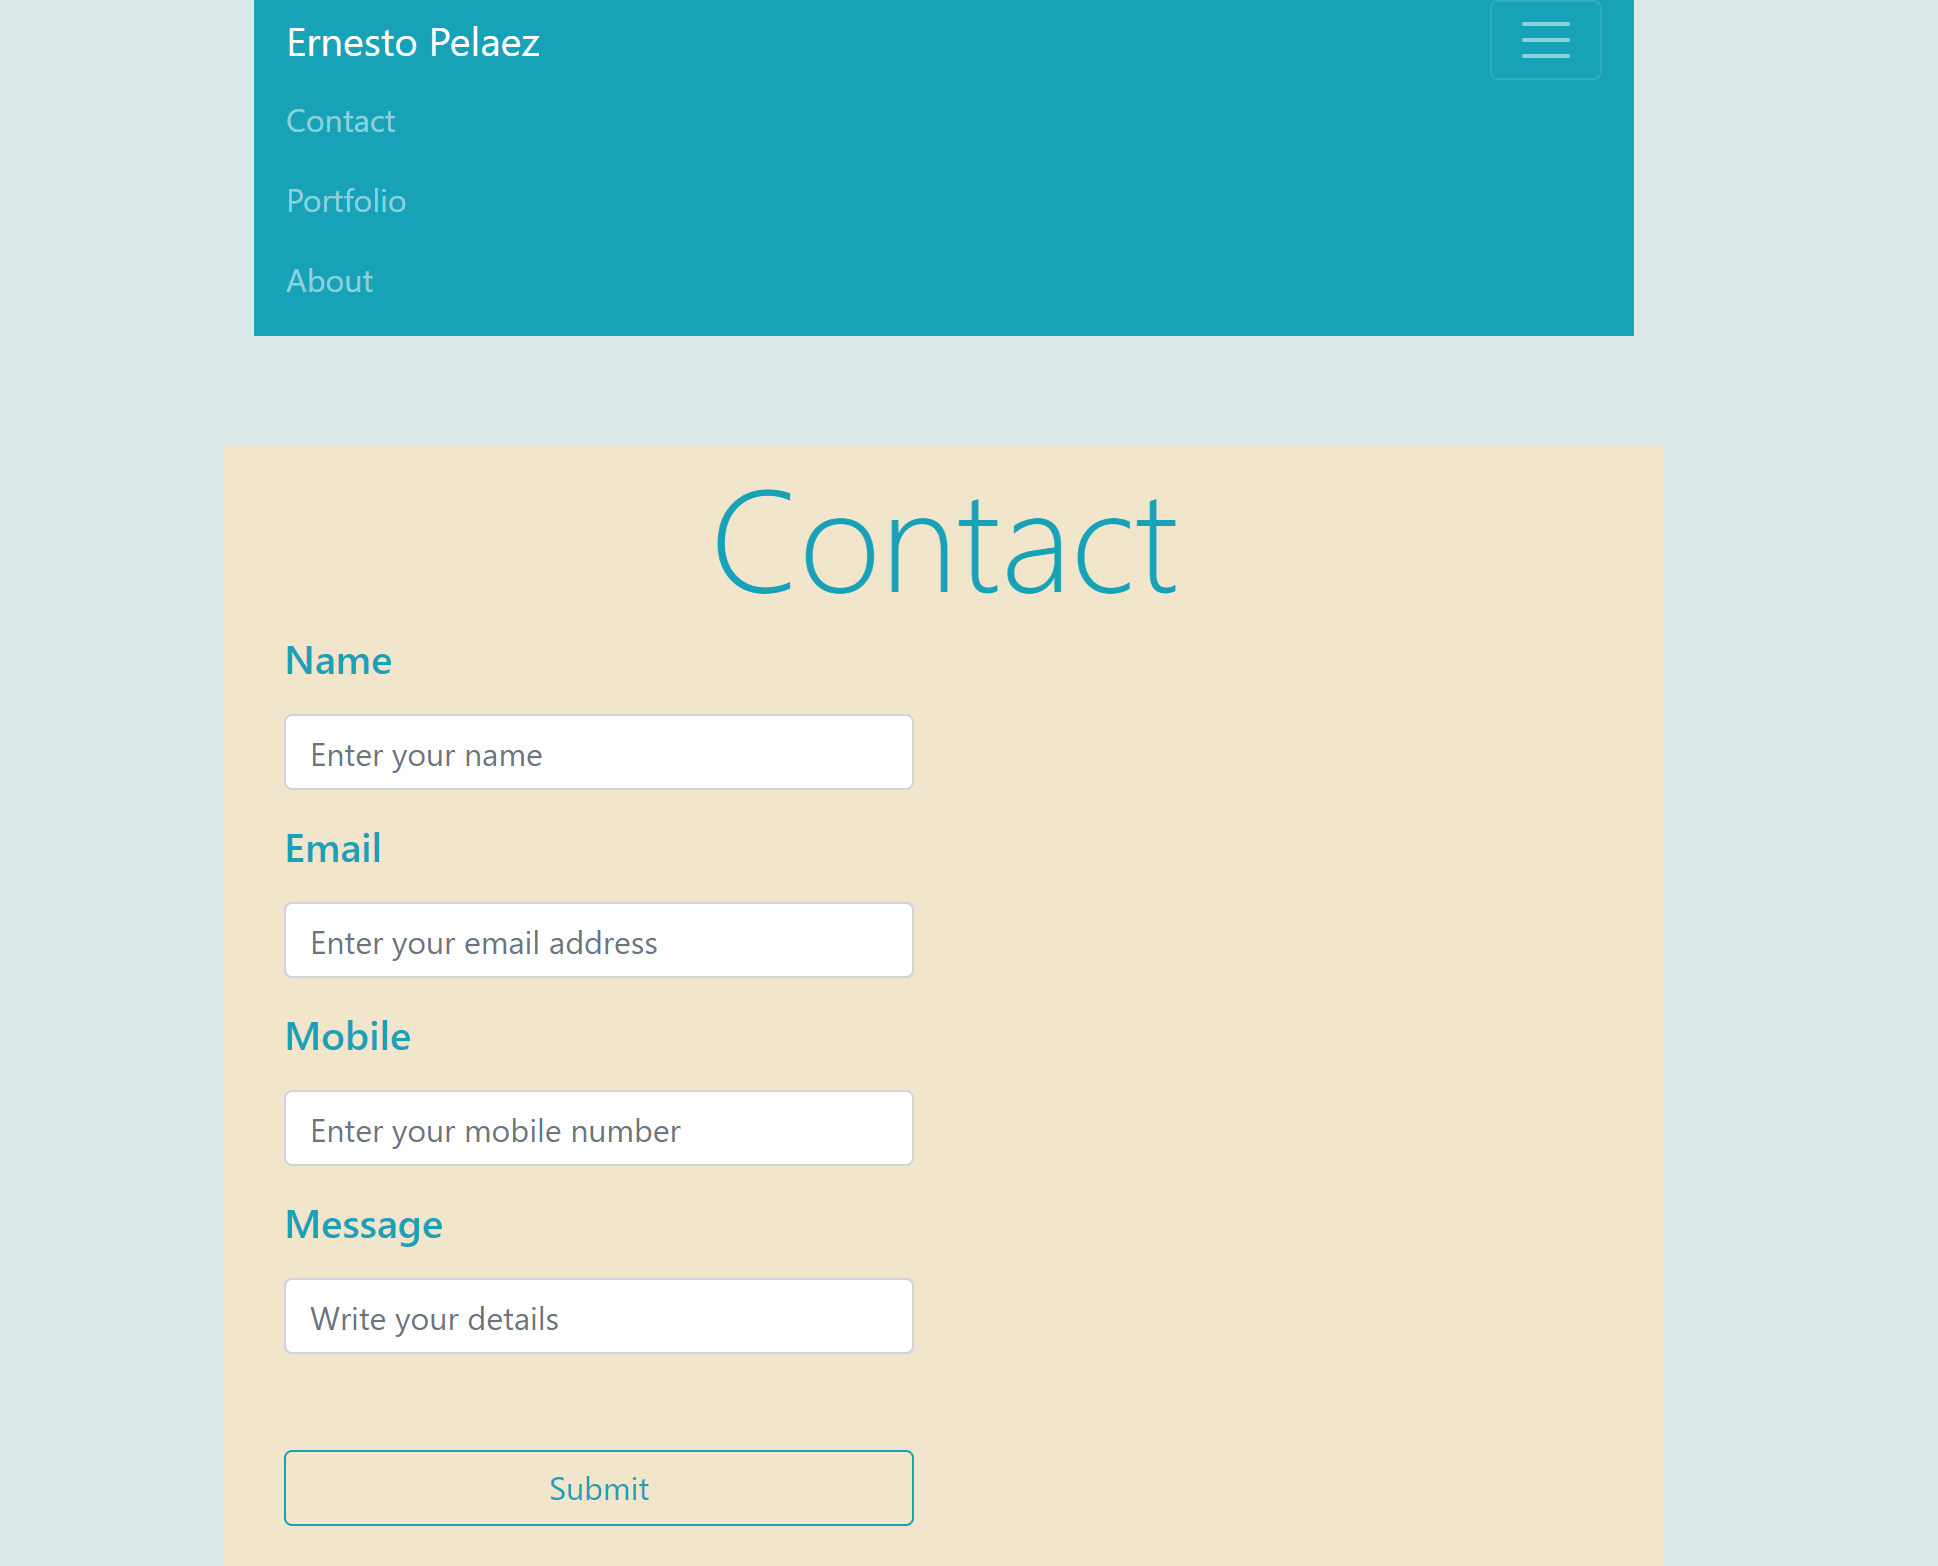 Ernesto Pelaez
Contact
Portfolio
About
Contact
Name
Enter your name
Email
Enter your email address
Mobile
Enter your mobile number
Message
Write your details
Submit